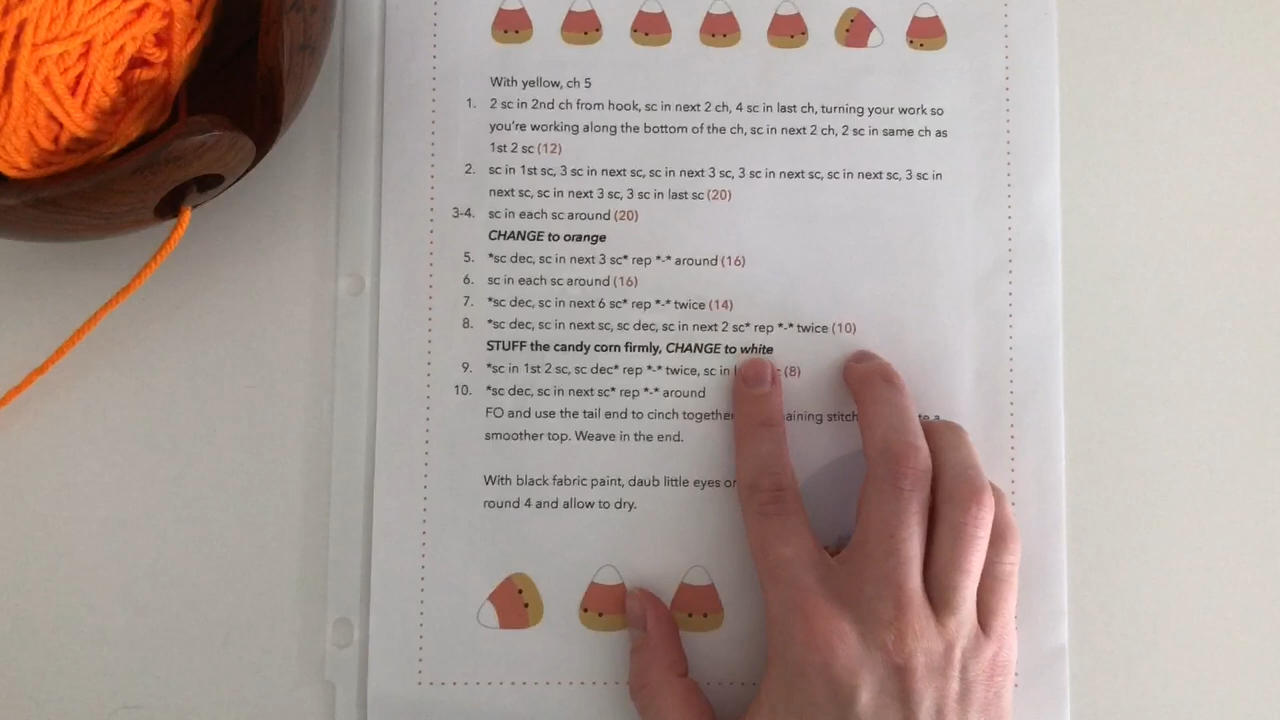 With yellow, ch 5
1. 2 sc in 2nd ch from hook, sc in next 2 ch, 4 sc in last ch, turning your work so
you're working along the bottom of the ch, sc in next 2 ch, 2 sc in same ch as
1st 2 sc (12)
2. sc in 1st sc, 3 sc in next sc, sc in next 3 sc, 3 sc in next sc, sc in next sc, 3 sc in
next sc, sc in next 3 sc, 3 sc in last sc (20)
3-4. sc in each sc around (20)
CHANGE to orange
5. *sc dec, sc in next 3 sc* rep *-* around (16)
6. sc in each sc around (16)
7. *sc dec, sc in next 6 sc* rep *-* twice (14)
8. *sc dec, sc in next sc, sc dec, sc in next 2 sc* rep *-* twice (10)
STUFF the candy corn firmly, CHANGE to white
9. *sc in 1st 2 sc, sc dec* rep *-* twice, sc in (8)
10. *sc dec, sc in next sc* rep *-* around
FO and use the tail end to cinch together a
smoother top. Weave in the end.
With black fabric paint, daub little eyes
round 4 and allow to dry.